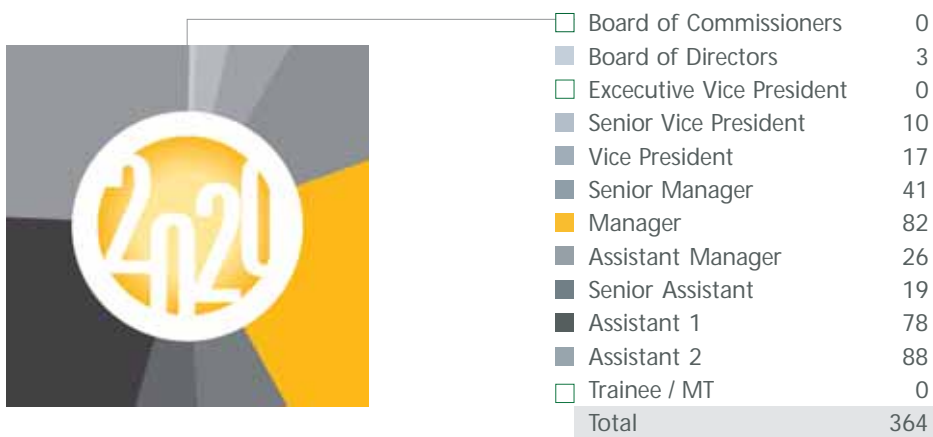 2020
Board of Commissioners 0
Board of Directors 3
Excecutive Vice President 0
Senior Vice President 10
Vice President 17
Senior Manager 41
Manager 82
Assistant Manager 26
Senior Assistant 19
Assistant 1 78
Assistant 2 88
Trainee / MT 0
Total 364